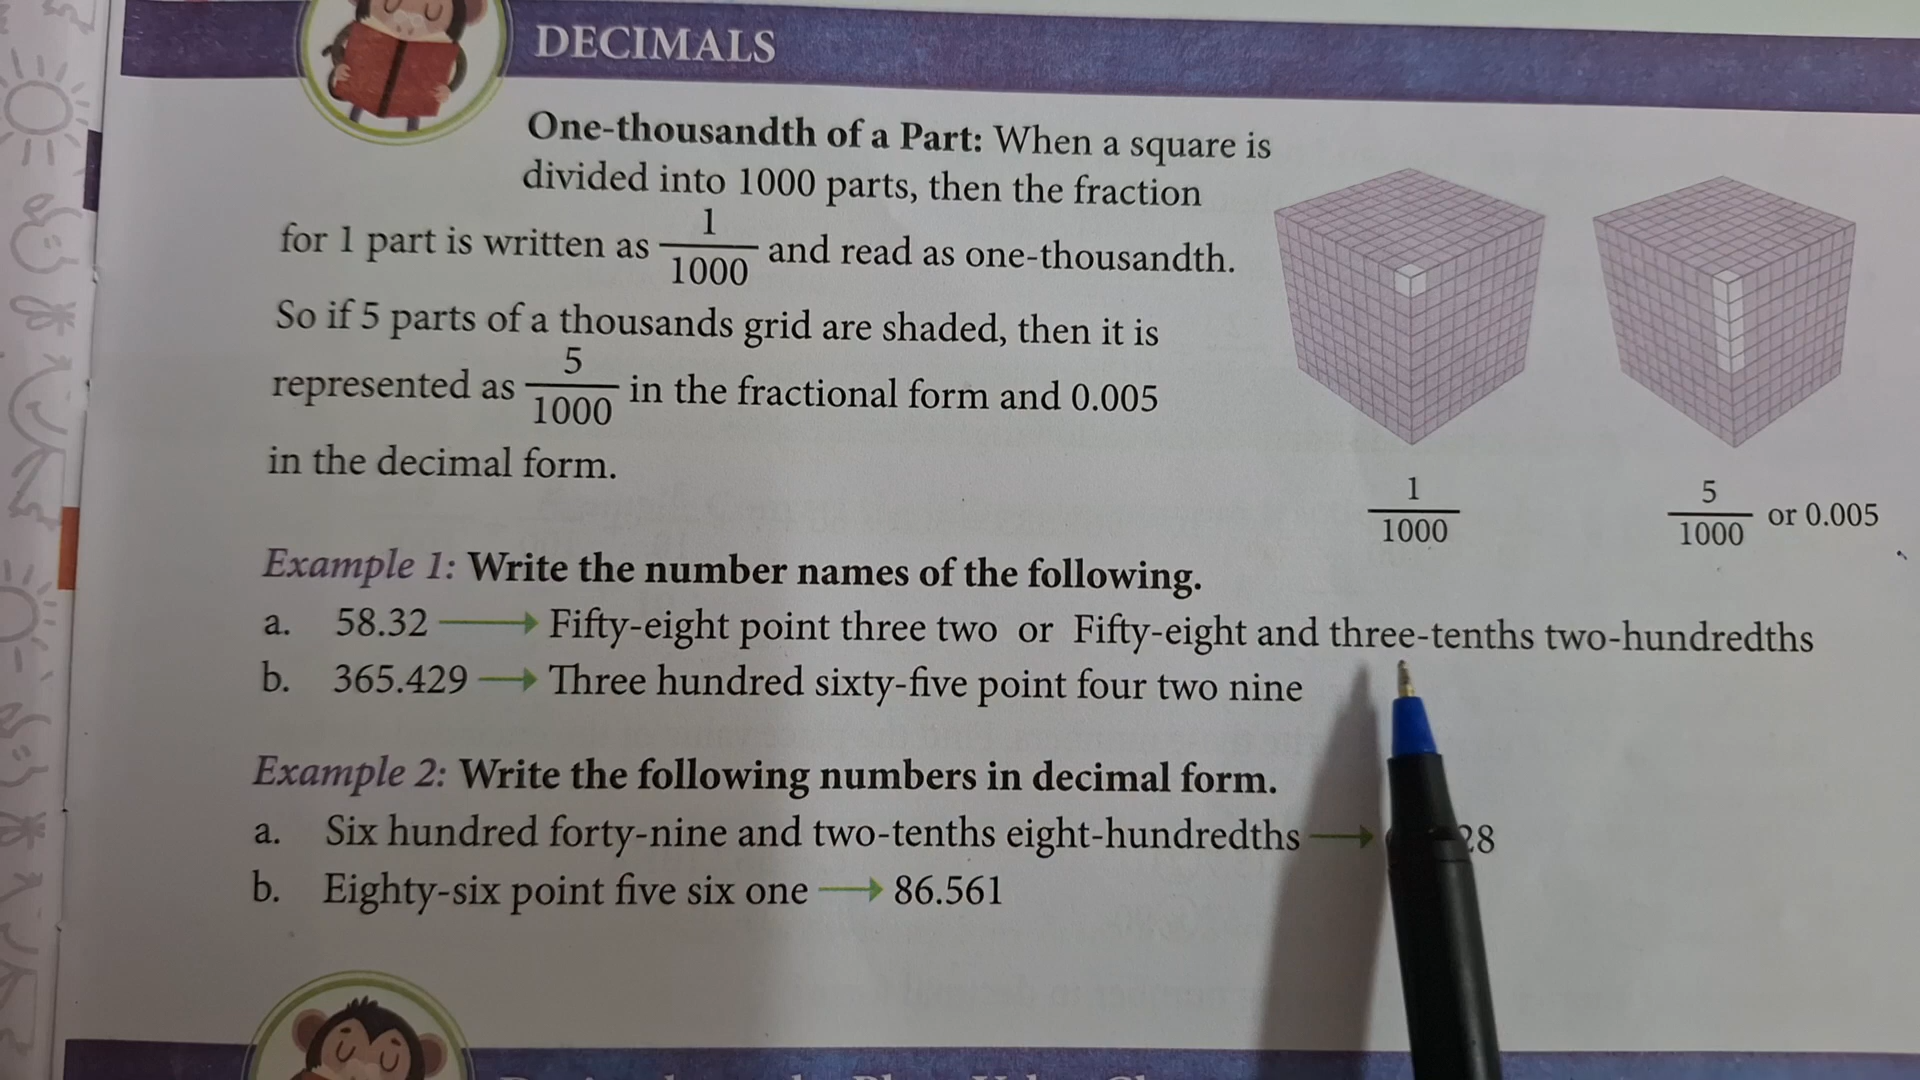 DECIMALS
One-thousandth of a Part: When a square is
divided into 1000 parts, then the fraction
for 1 part is written as 1/1000 and read as one-thousandth.
So if 5 parts of a thousands grid are shaded, then it is
represented as 5/1000 in the fractional form and 0.005
in the decimal form.
1/1000
5/1000 or 0.005
Example 1: Write the number names of the following.
a. 58.32 → Fifty-eight point three two or Fifty-eight and three-tenths two-hundredths
b. 365.429 → Three hundred sixty-five point four two nine
Example 2: Write the following numbers in decimal form.
a. Six hundred forty-nine and two-tenths eight-hundredths → 28
b. Eighty-six point five six one → 86.561